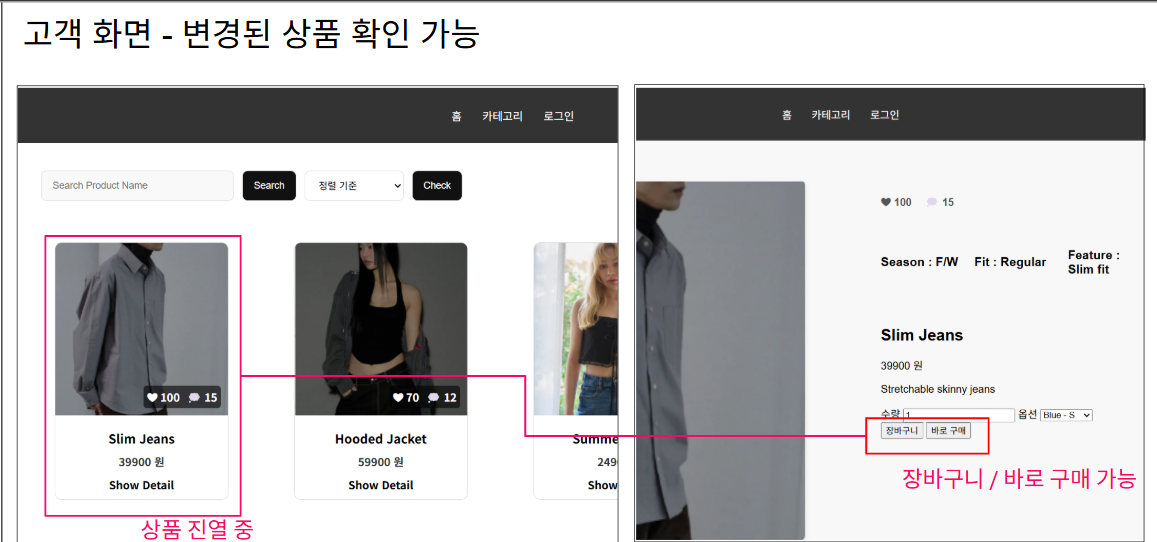 고객 화면 - 변경된 상품 확인 가능
홈 카테고리 로그인
Search Product Name Search 정렬 기준 Check
100 15
70 12
Slim Jeans
39900 원
Show Detail
Hooded Jacket
59900 원
Show Detail
Summe
249
Show
상품 진열 중
홈 카테고리 로그인
100 15
Season : F/W Fit : Regular Feature :
Slim fit
Slim Jeans
39900 원
Stretchable skinny jeans
수량 1 옵션 Blue - S
장바구니 바로 구매
장바구니 / 바로 구매 가능